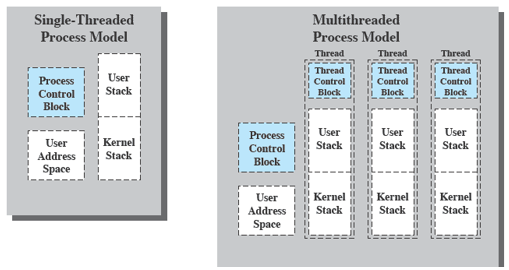 Single-Threaded
Process Model
Process
Control
Block
User
Stack
User
Address
Space
Kernel
Stack
Multithreaded
Process Model
Thread
Thread
Thread
Thread
Control
Block
Thread
Control
Block
Thread
Control
Block
Process
Control
Block
User
Stack
User
Stack
User
Stack
User
Address
Space
Kernel
Stack
Kernel
Stack
Kernel
Stack